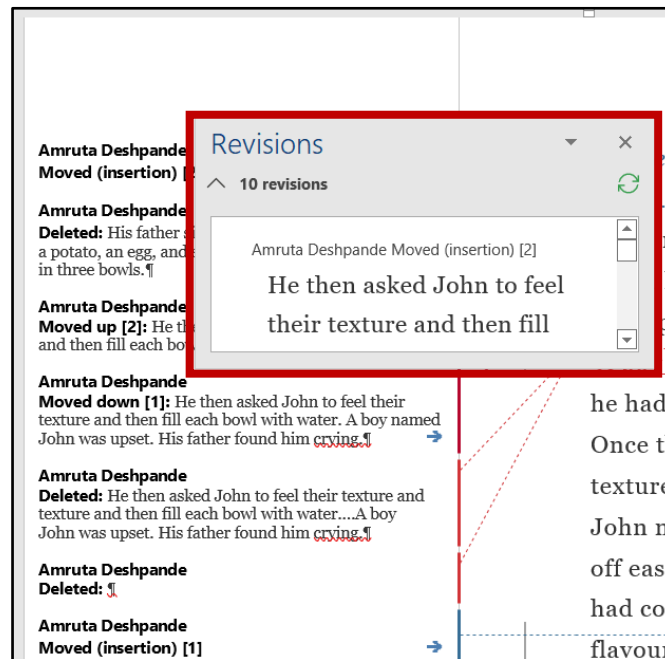 Revisions
10 revisions
Amruta Deshpande Moved (insertion) [2]
He then asked John to feel
their texture and then fill
Amruta Deshpande
Moved (insertion)
Amruta Deshpande
Deleted: His father
a potato, an egg, and
in three bowls.¶
Amruta Deshpande
Moved up [2]: He
and then fill each
Amruta Deshpande
Moved down [1]: He then asked John to feel their
texture and then fill each bowl with water. A boy named
John was upset. His father found him crying.¶
Amruta Deshpande
Deleted: He then asked John to feel their texture and
texture and then fill each bowl with water....A boy
John was upset. His father found him crying.¶
Amruta Deshpande
Deleted: ¶
Amruta Deshpande
Moved (insertion) [1]
he had
Once
texture
John
off
had